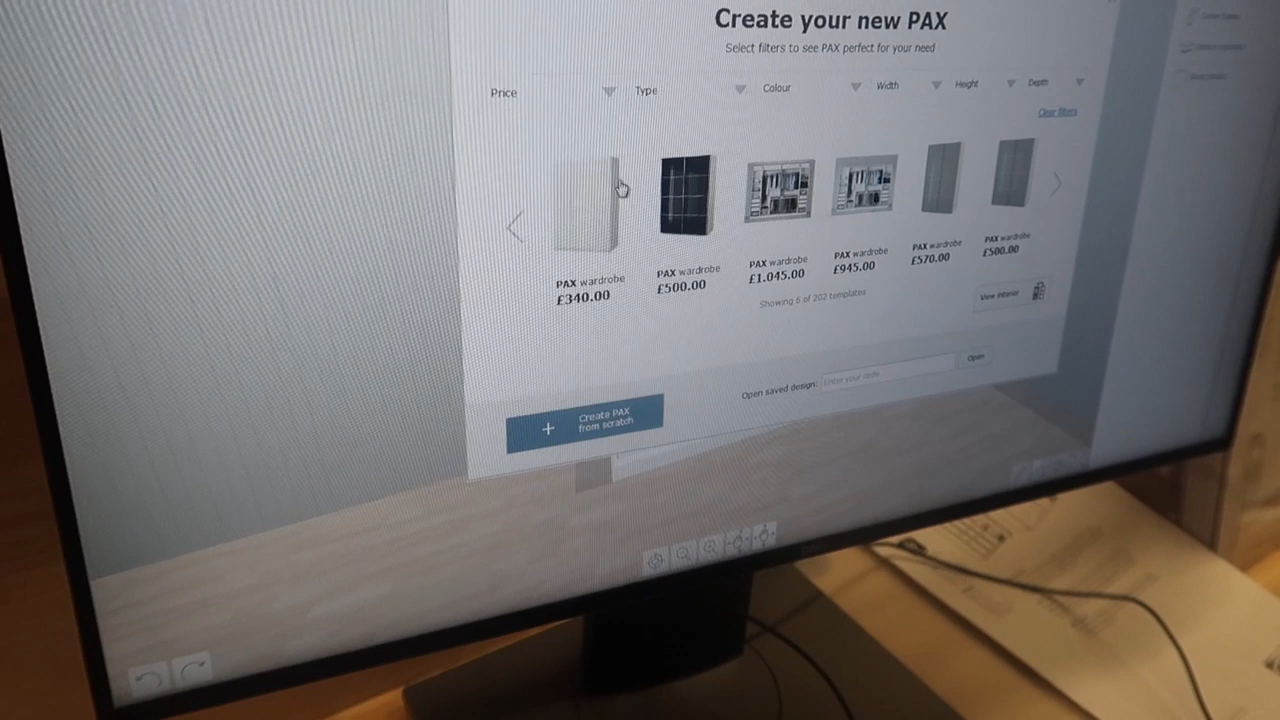 Create your new PAX
Select filters to see PAX perfect for your need
Price Type Colour Width Height Depth
Clear filters
PAX wardrobe
£340.00
PAX wardrobe
£500.00
PAX wardrobe
£1.045.00
PAX wardrobe
£945.00
PAX wardrobe
£570.00
PAX wardrobe
£500.00
Showing 6 of 202 templates
View interior
Open saved design: Enter your code Open
+ Create PAX
from scratch